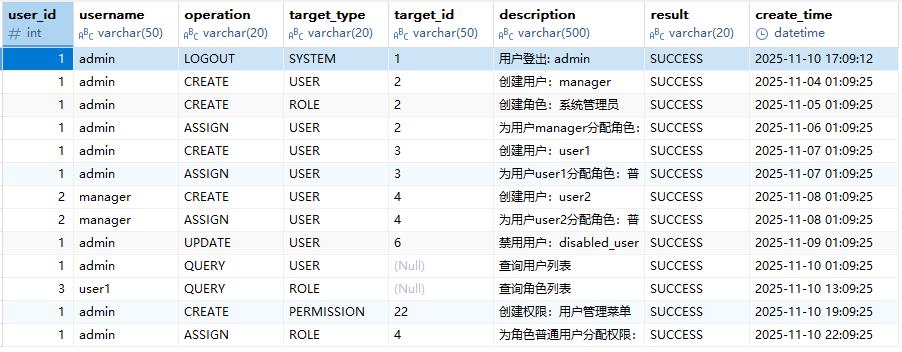 user_id username operation target_type target_id description result create_time
# int ABC varchar(50) ABC varchar(20) ABC varchar(20) ABC varchar(50) ABC varchar(500) ABC varchar(20) datetime
1 admin LOGOUT SYSTEM 1 用户登出: admin SUCCESS 2025-11-10 17:09:12
1 admin CREATE USER 2 创建用户：manager SUCCESS 2025-11-04 01:09:25
1 admin CREATE ROLE 2 创建角色：系统管理员 SUCCESS 2025-11-05 01:09:25
1 admin ASSIGN USER 2 为用户manager分配角色： SUCCESS 2025-11-06 01:09:25
1 admin CREATE USER 3 创建用户：user1 SUCCESS 2025-11-07 01:09:25
1 admin ASSIGN USER 3 为用户user1分配角色：普 SUCCESS 2025-11-07 01:09:25
2 manager CREATE USER 4 创建用户：user2 SUCCESS 2025-11-08 01:09:25
2 manager ASSIGN USER 4 为用户user2分配角色：普 SUCCESS 2025-11-08 01:09:25
1 admin UPDATE USER 6 禁用用户：disabled_user SUCCESS 2025-11-09 01:09:25
1 admin QUERY USER (Null) 查询用户列表 SUCCESS 2025-11-10 01:09:25
3 user1 QUERY ROLE (Null) 查询角色列表 SUCCESS 2025-11-10 13:09:25
1 admin CREATE PERMISSION 22 创建权限：用户管理菜单 SUCCESS 2025-11-10 19:09:25
1 admin ASSIGN ROLE 4 为角色普通用户分配权限： SUCCESS 2025-11-10 22:09:25